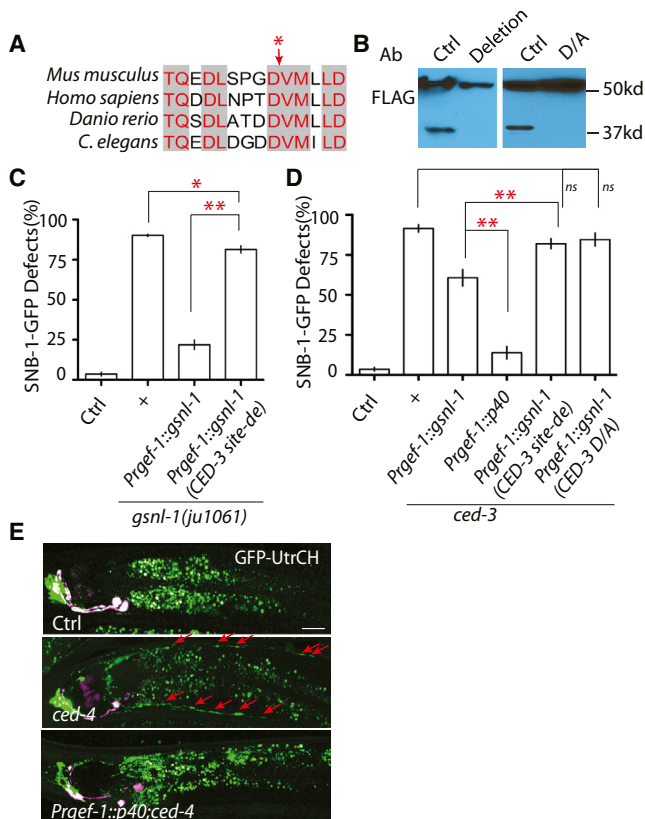 A
*
Mus musculus TQEDLSPGDVMLLD
Homo sapiens TQDDLNPTDVMLLD
Danio rerio TQSDLATDDVMLLD
C. elegans TQEDLDGDDVMILD
B
Ab Ctrl Deletion Ctrl D/A
FLAG
50kd
37kd
C
SNB-1-GFP Defects(%)
90
75
50
25
0
*
**
Ctrl
+
Prgef-1::gsnl-1
Prgef-1::gsnl-1
(CED-3 site-de)
gsnl-1(ju1061)
D
SNB-1-GFP Defects(%)
90
75
50
25
0
**
**
ns
ns
Ctrl
+
Prgef-1::gsnl-1
Prgef-1::p40
Prgef-1::gsnl-1
(CED-3 site-de)
Prgef-1::gsnl-1
(CED-3 D/A)
ced-3
E
GFP-UtrCH
Ctrl
ced-4
Prgef-1::p40;ced-4